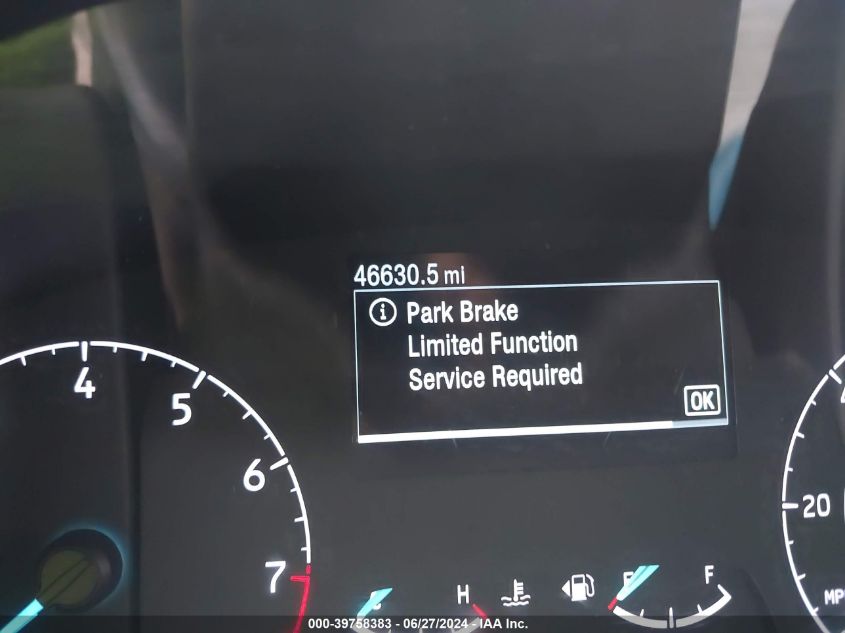 46630.5 mi
Park Brake
Limited Function
Service Required
OK
4
5
6
7
20
H
F
000-39758383 - 06/27/2024 - IAA Inc.